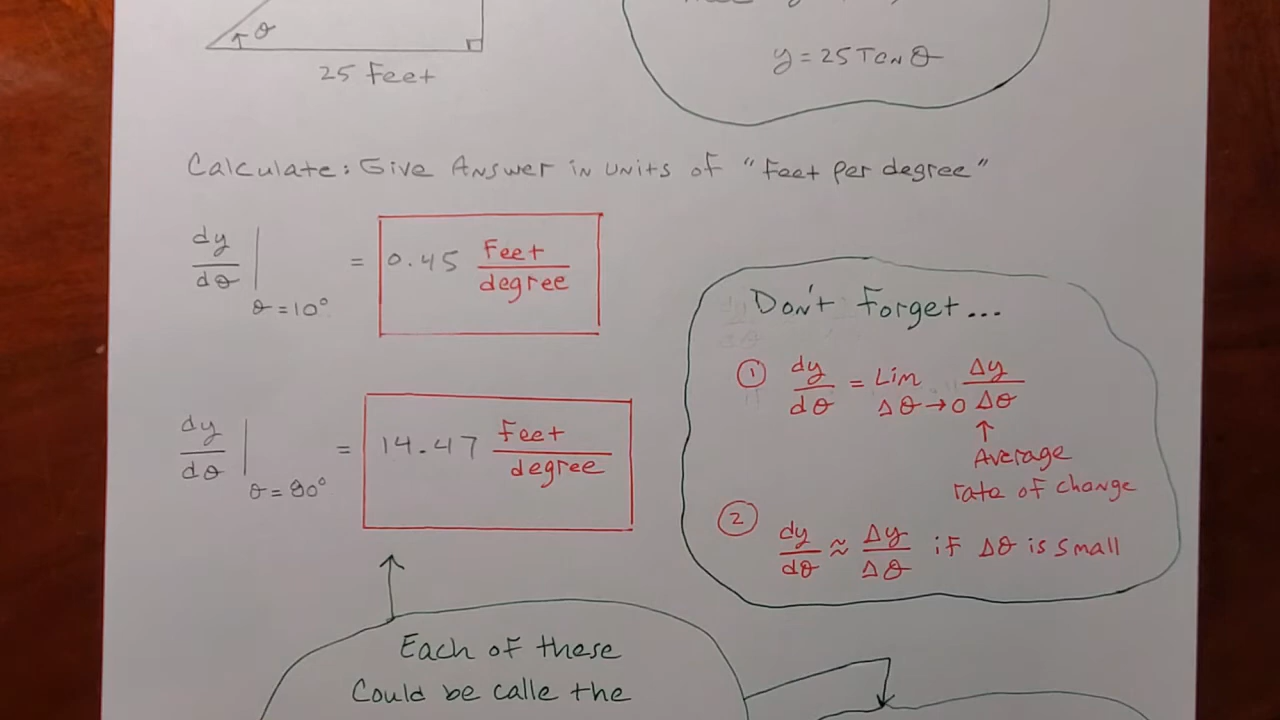 θ
25 Feet
y = 25 Tan θ
Calculate: Give Answer in units of "Feet per degree"
dy/dθ | θ = 10° = 0.45 Feet/degree
dy/dθ | θ = 80° = 14.47 Feet/degree
Don't Forget...
① dy/dθ = Lim Δθ→0 Δy/Δθ
↑
Average
rate of change
② dy/dθ ≈ Δy/Δθ if Δθ is small
Each of these
Could be calle the